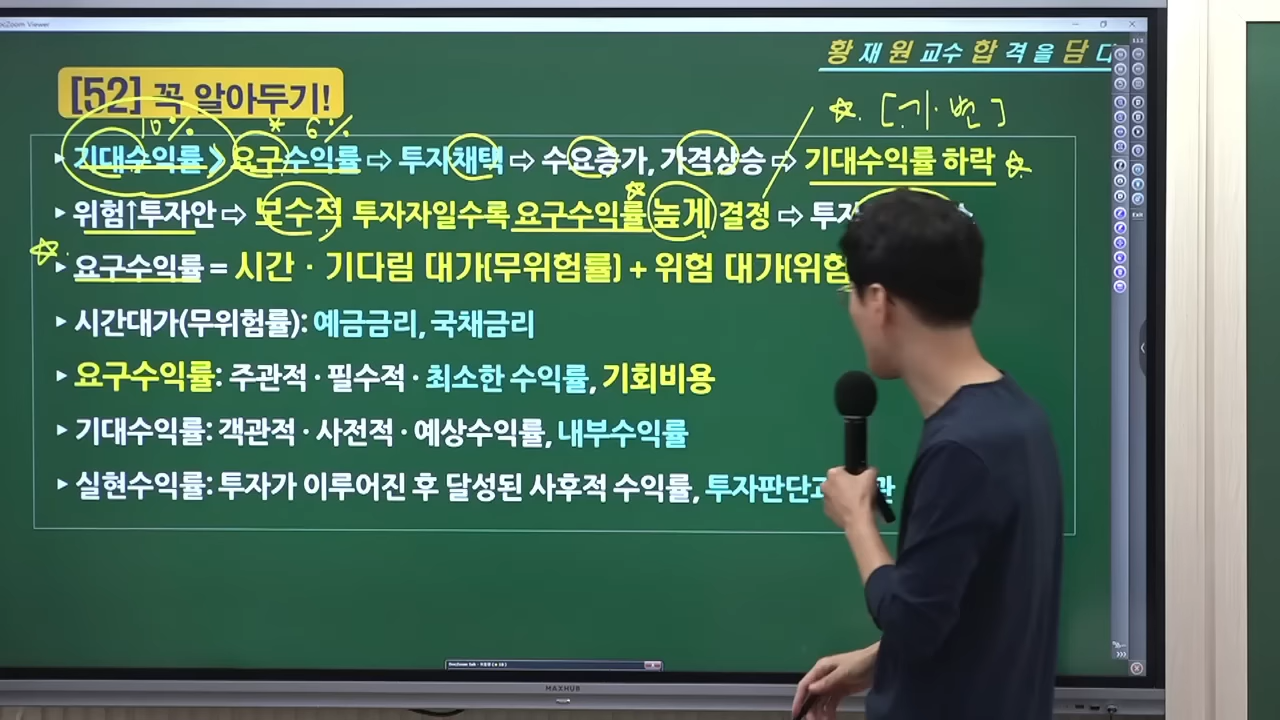 황재원교수 합격을 담다
[52] 꼭 알아두기!
☆. [기·변]
10% * 6%
▸ 기대수익률 > 요구수익률 ⇨ 투자채택 ⇨ 수요증가, 가격상승 ⇨ 기대수익률 하락 ☆
▸ 위험↑투자안 ⇨ 보수적 투자자일수록 요구수익률 높게 결정 ⇨ 투자
▸ 요구수익률 = 시간 · 기다림 대가(무위험률) + 위험 대가(위험
▸ 시간대가(무위험률): 예금금리, 국채금리
▸ 요구수익률: 주관적 · 필수적 · 최소한 수익률, 기회비용
▸ 기대수익률: 객관적 · 사전적 · 예상수익률, 내부수익률
▸ 실현수익률: 투자가 이루어진 후 달성된 사후적 수익률, 투자판단과 관
MAXHUB